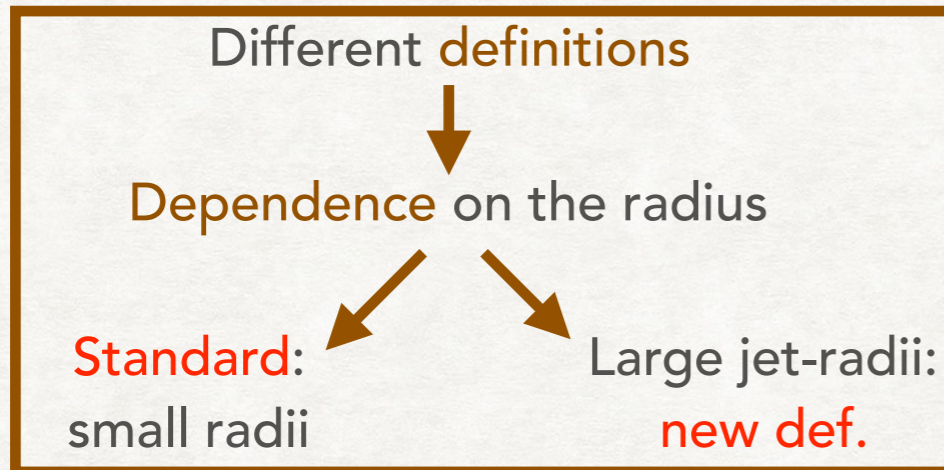 Different definitions
Dependence on the radius
Standard:
small radii
Large jet-radii:
new def.